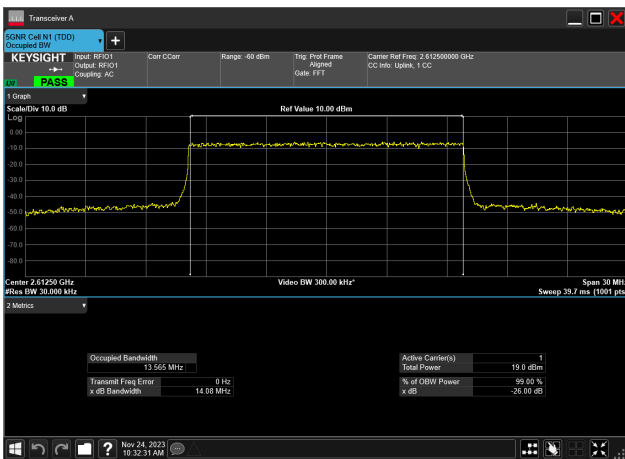 Transceiver A
5GNR Cell N1 (TDD)
Occupied BW
KEYSIGHT
LV PASS
Input: RFIO1
Output: RFIO1
Coupling: AC
Corr CCorr
Range: -60 dBm
Trig: Prot Frame
Aligned
Gate: FFT
Carrier Ref Freq: 2.612500000 GHz
CC Info: Uplink, 1 CC
1 Graph
Scale/Div 10.0 dB
Ref Value 10.00 dBm
Log
0.00
-10.0
-20.0
-30.0
-40.0
-50.0
-60.0
-70.0
-80.0
Center 2.61250 GHz
Video BW 300.00 kHz*
Span 30 MHz
#Res BW 30.000 kHz
Sweep 39.7 ms (1001 pts
2 Metrics
Occupied Bandwidth
13.565 MHz
Transmit Freq Error 0 Hz
x dB Bandwidth 14.08 MHz
Active Carrier(s) 1
Total Power 19.0 dBm
% of OBW Power 99.00 %
x dB -26.00 dB
Nov 24, 2023
10:32:31 AM